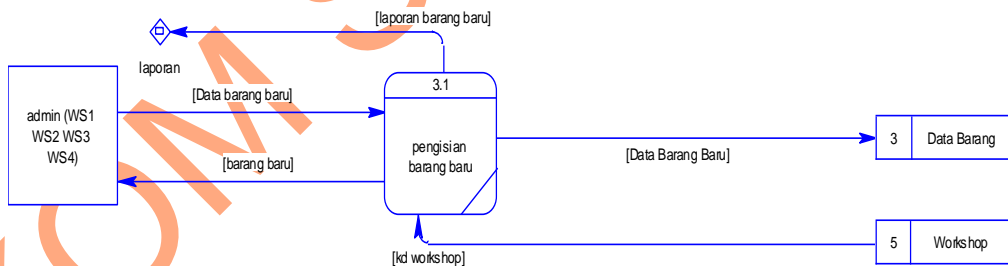 [laporan barang baru]
laporan
3.1
[Data barang baru]
admin (WS1
WS2 WS3
WS4)
pengisian
barang baru
3
Data Barang
[Data Barang Baru]
[barang baru]
5
Workshop
[kd workshop]